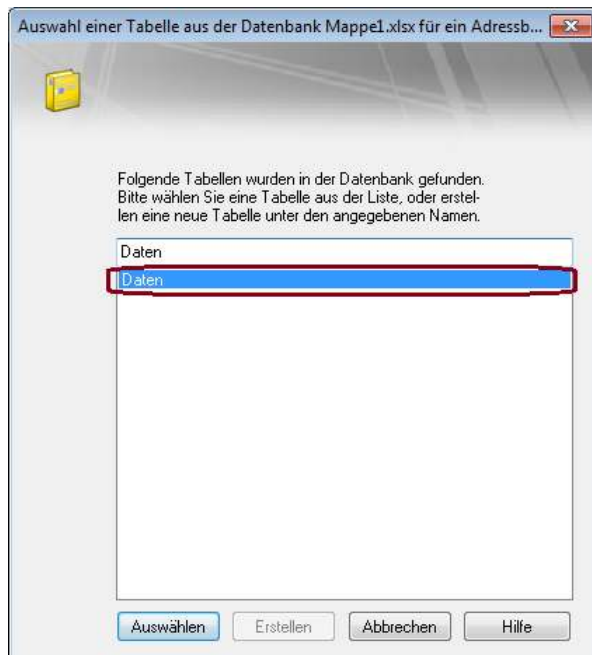 Auswahl einer Tabelle aus der Datenbank Mappe1.xlsx für ein Adressb...
Folgende Tabellen wurden in der Datenbank gefunden.
Bitte wählen Sie eine Tabelle aus der Liste, oder erstel-
len eine neue Tabelle unter den angegebenen Namen.
Daten
Daten
Auswählen Erstellen Abbrechen Hilfe